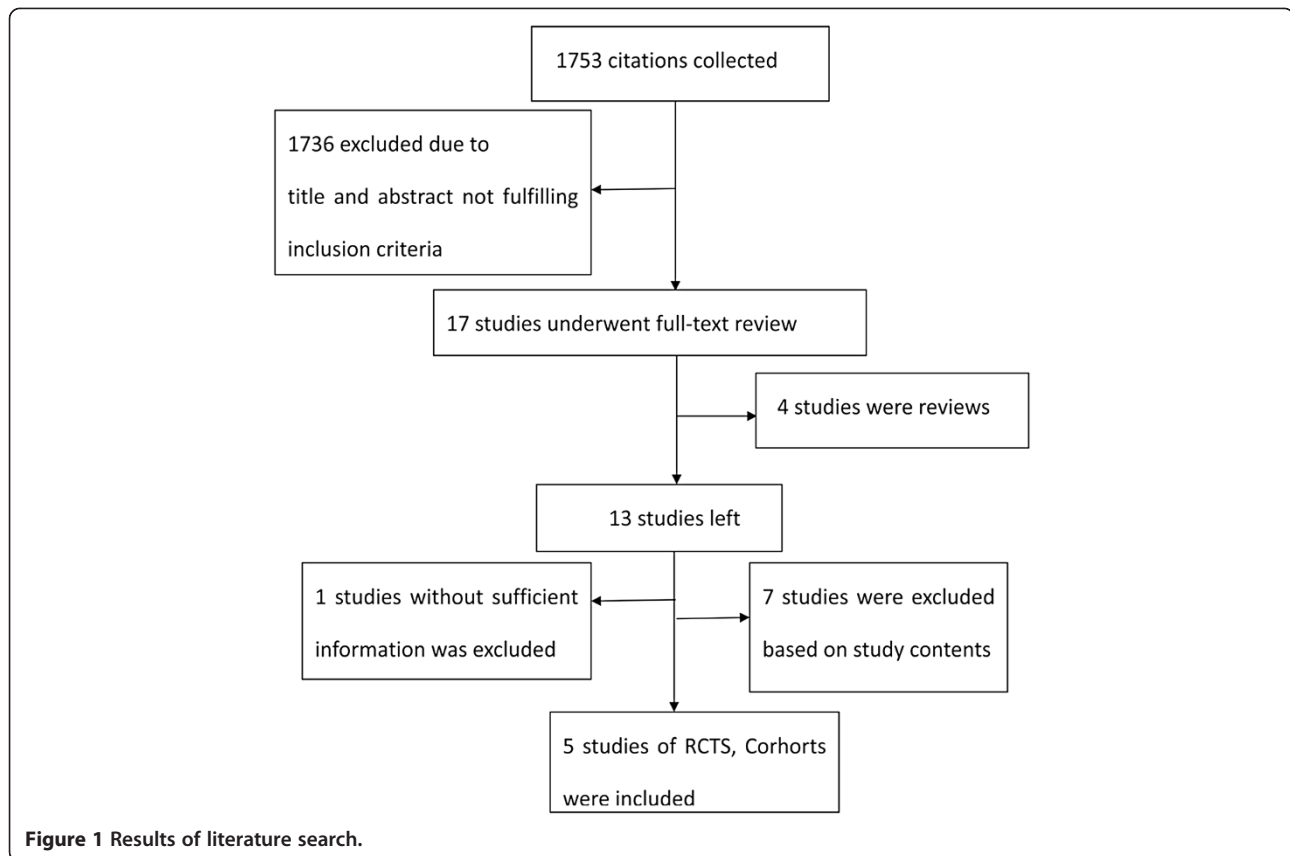 1753 citations collected
1736 excluded due to
title and abstract not fulfilling
inclusion criteria
17 studies underwent full-text review
4 studies were reviews
13 studies left
1 studies without sufficient
information was excluded
7 studies were excluded
based on study contents
5 studies of RCTS, Corhorts
were included
Figure 1 Results of literature search.